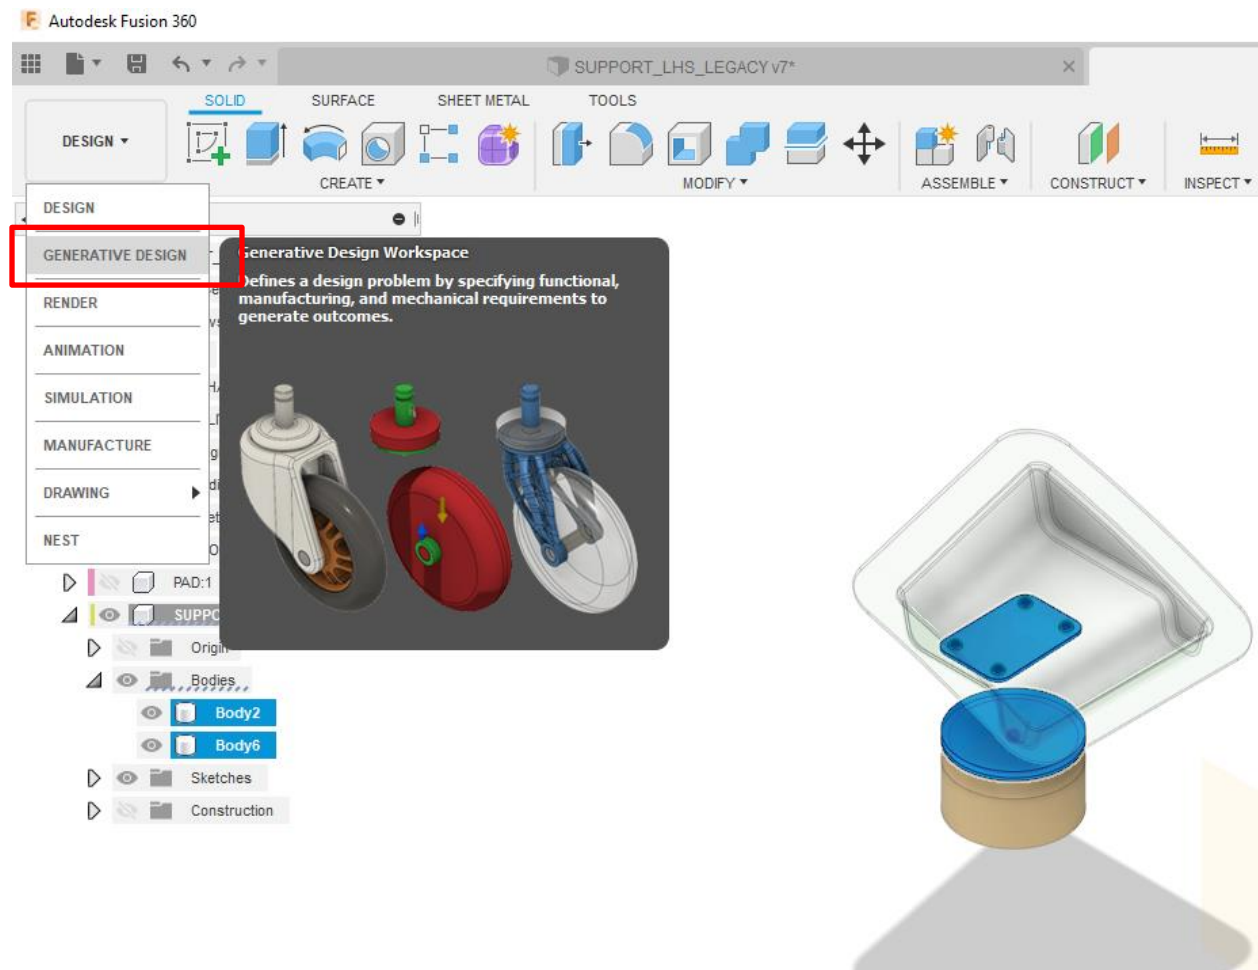 Autodesk Fusion 360
SUPPORT_LHS_LEGACY v7*
SOLID SURFACE SHEET METAL TOOLS
DESIGN
CREATE MODIFY ASSEMBLE CONSTRUCT INSPECT
DESIGN
GENERATIVE DESIGN
RENDER
ANIMATION
SIMULATION
MANUFACTURE
DRAWING
NEST
Generative Design Workspace
Defines a design problem by specifying functional,
manufacturing, and mechanical requirements to
generate outcomes.
PAD:1
SUPPO
Origin
Bodies
Body2
Body6
Sketches
Construction